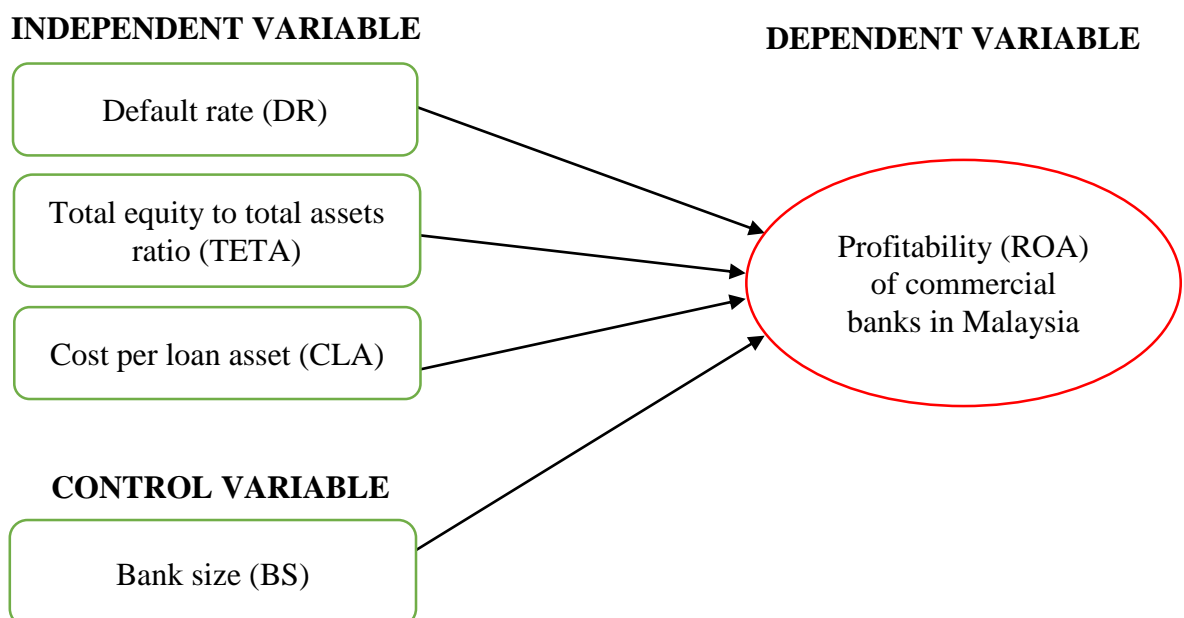 INDEPENDENT VARIABLE
DEPENDENT VARIABLE
Default rate (DR)
Total equity to total assets
ratio (TETA)
Cost per loan asset (CLA)
Profitability (ROA)
of commercial
banks in Malaysia
CONTROL VARIABLE
Bank size (BS)